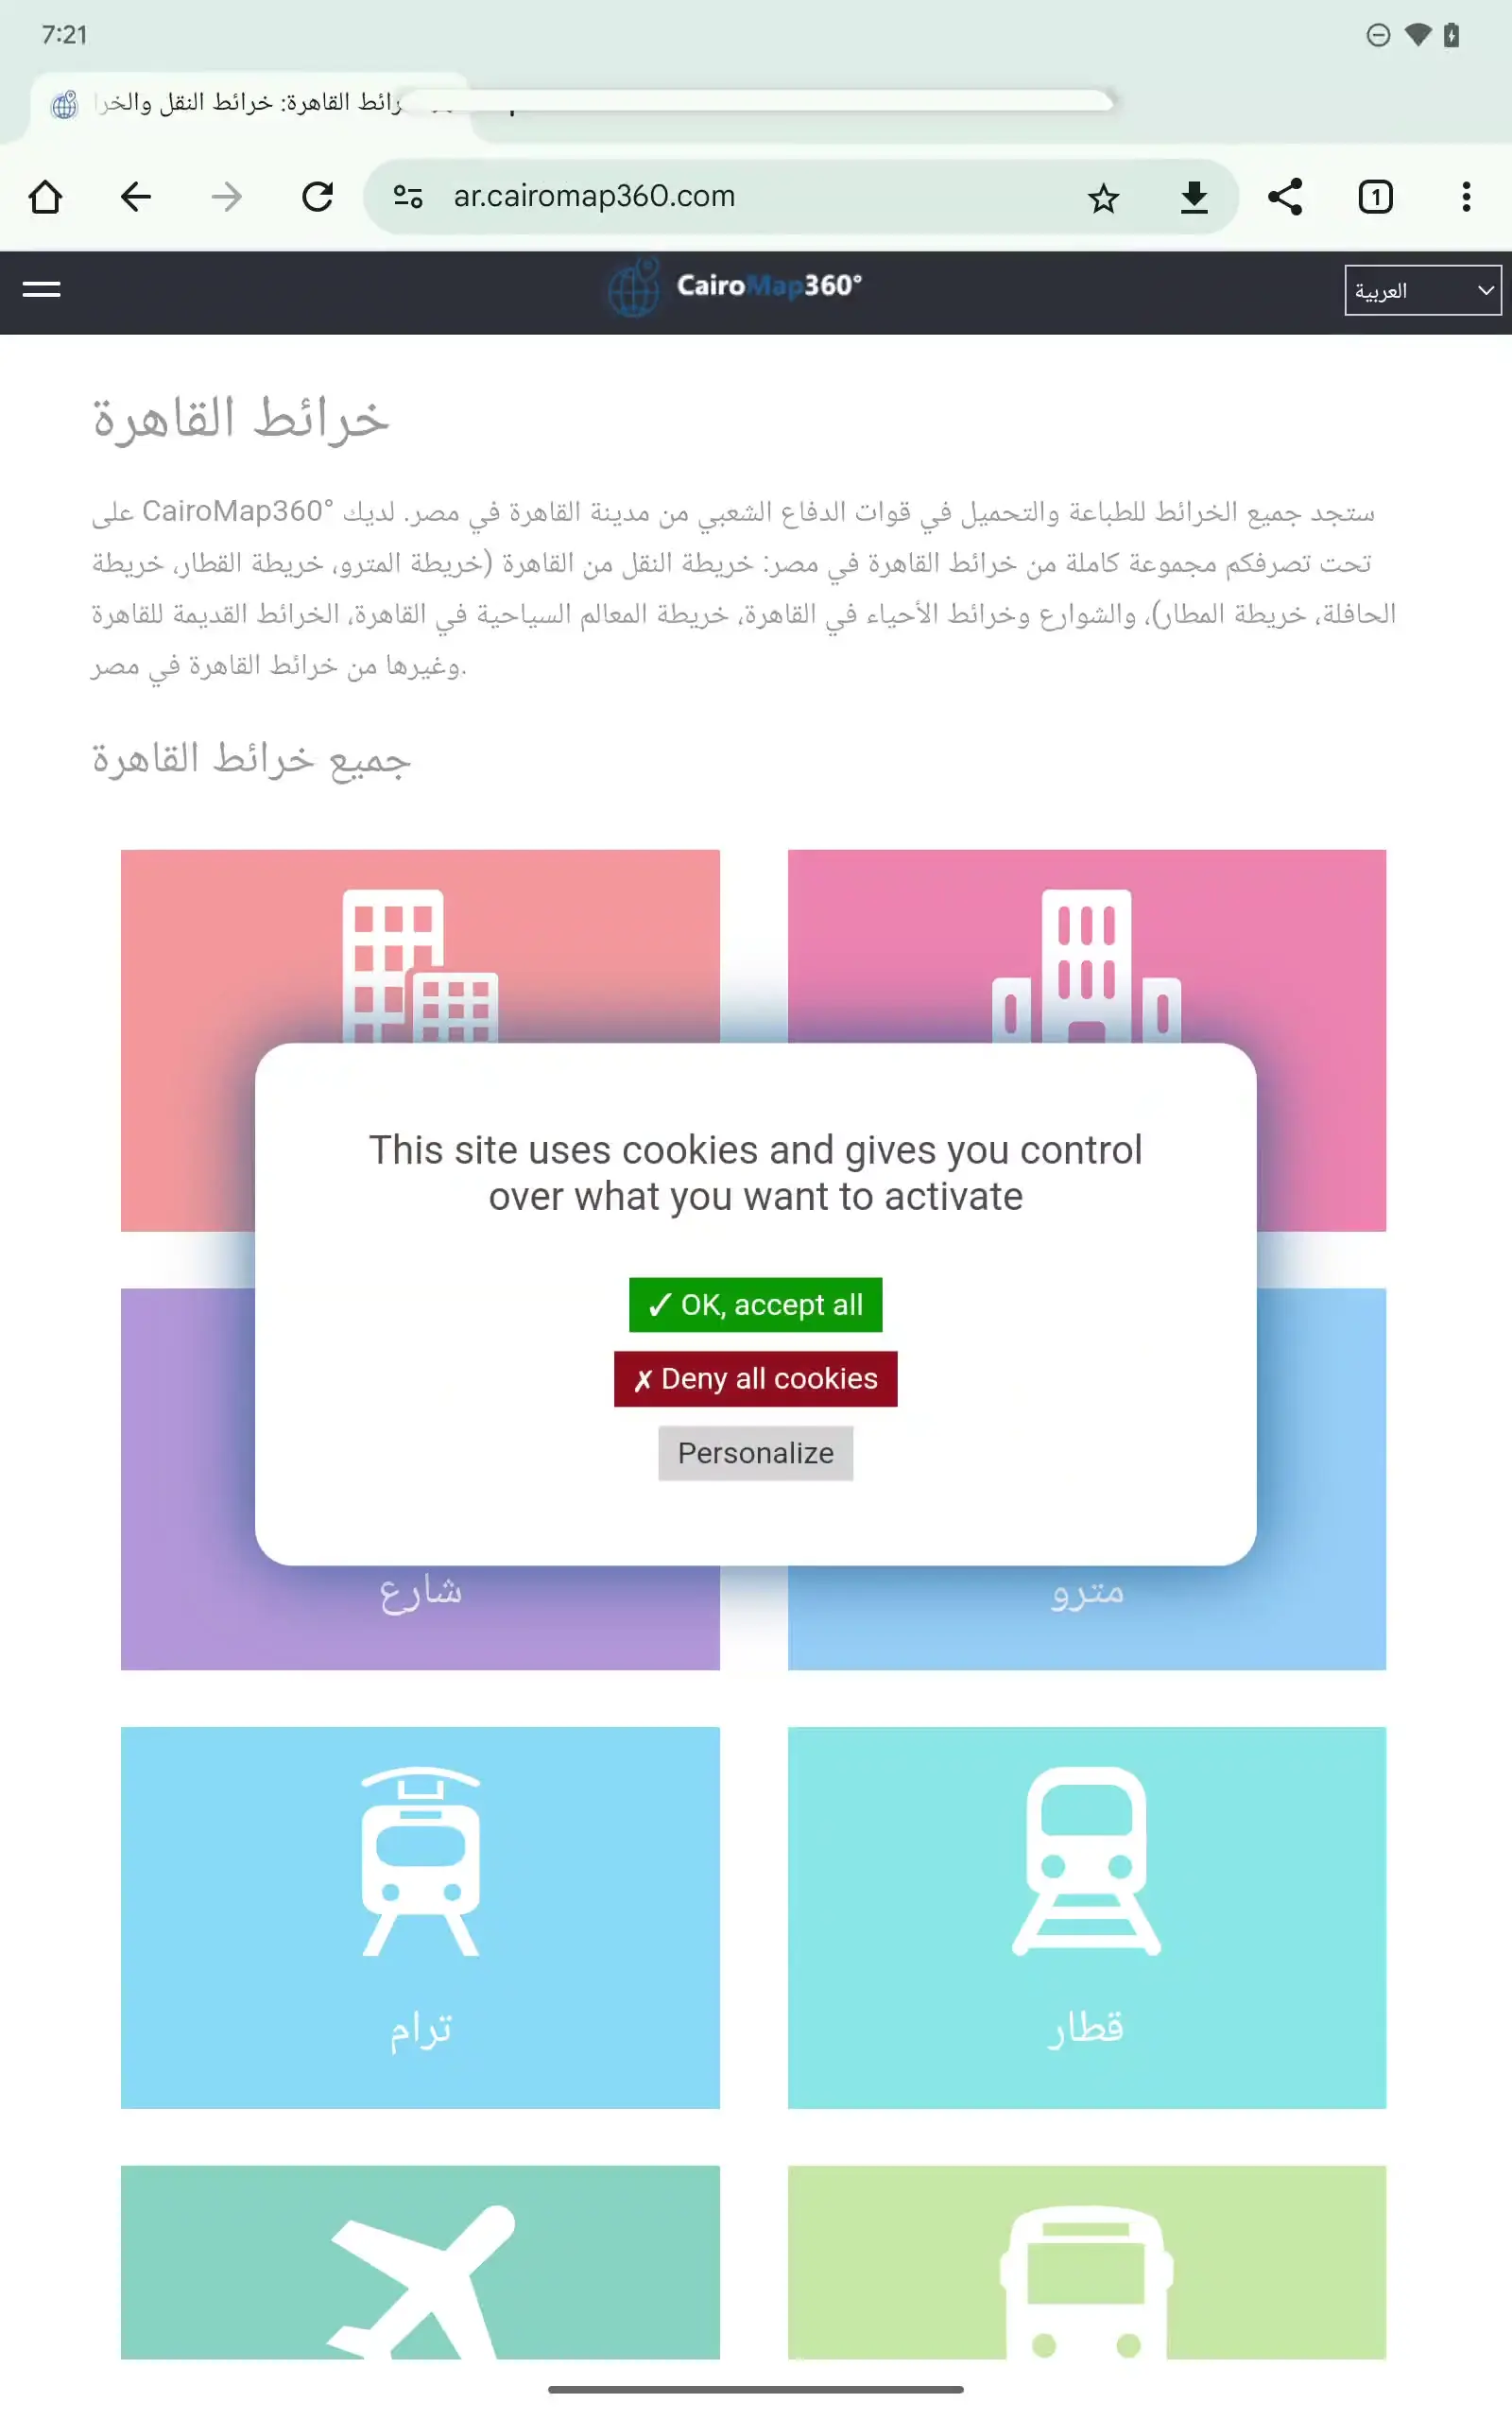 7:21
رائط القاهرة: خرائط النقل والخرا
ar.cairomap360.com
1
CairoMap360°
العربية
خرائط القاهرة
ستجد جميع الخرائط للطباعة والتحميل في قوات الدفاع الشعبي من مدينة القاهرة في مصر. لديك CairoMap360° على
تحت تصرفكم مجموعة كاملة من خرائط القاهرة في مصر: خريطة النقل من القاهرة (خريطة المترو، خريطة القطار، خريطة
الحافلة، خريطة المطار)، والشوارع وخرائط الأحياء في القاهرة، خريطة المعالم السياحية في القاهرة، الخرائط القديمة للقاهرة
وغيرها من خرائط القاهرة في مصر.
جميع خرائط القاهرة
This site uses cookies and gives you control
over what you want to activate
✓ OK, accept all
✗ Deny all cookies
Personalize
شارع
مترو
ترام
قطار